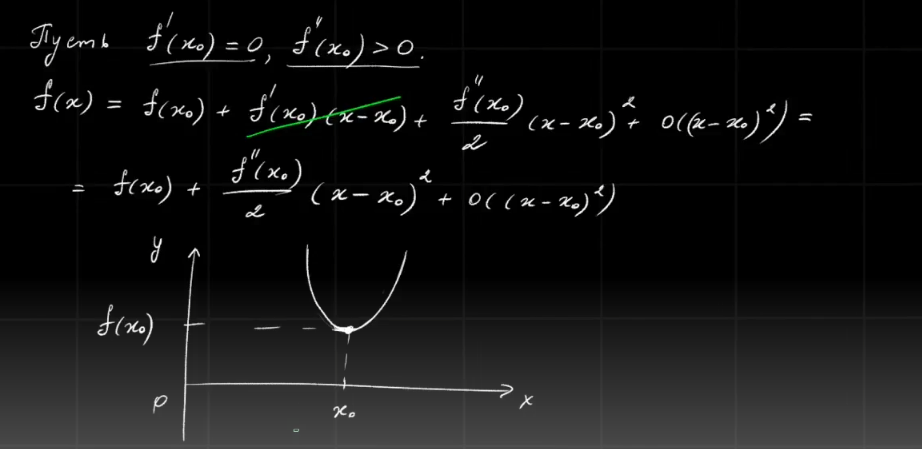 Пусть f'(x₀) = 0, f''(x₀) > 0.
f(x) = f(x₀) + f'(x₀)(x - x₀) + f''(x₀)/2 (x - x₀)² + o((x - x₀)²) =
= f(x₀) + f''(x₀)/2 (x - x₀)² + o((x - x₀)²)
y
f(x₀)
0
x₀
x